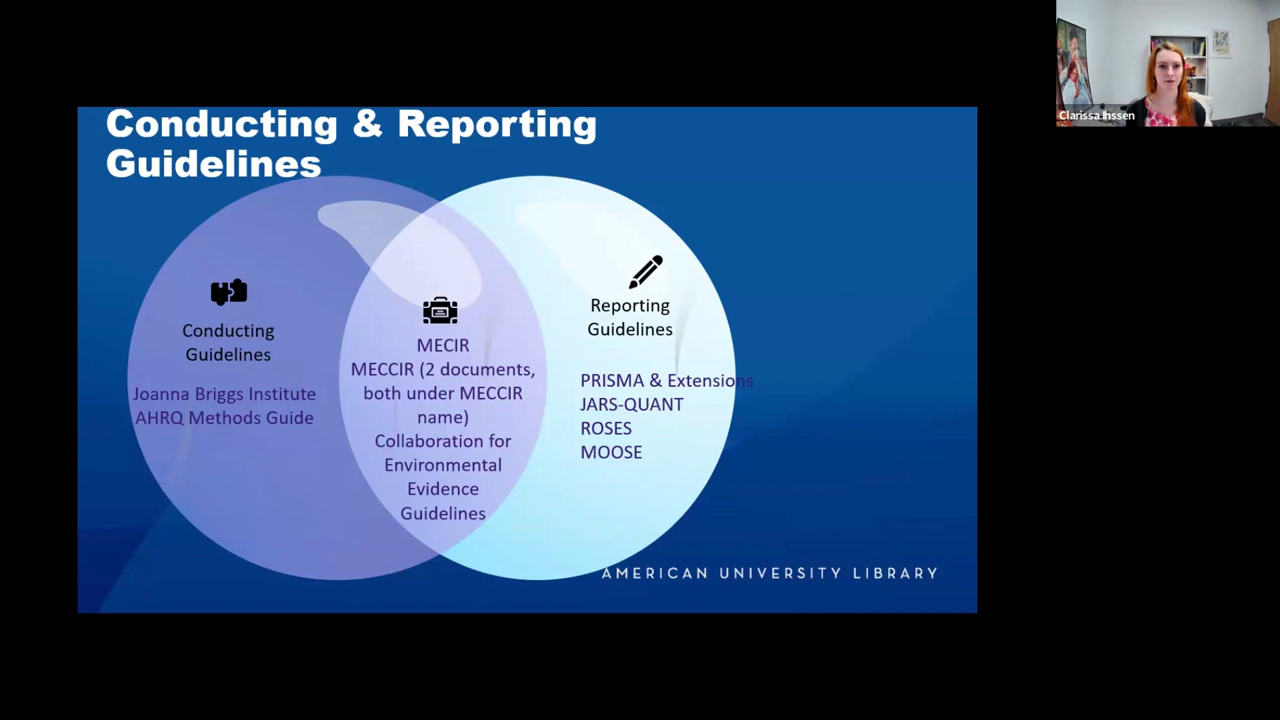 Conducting & Reporting
Guidelines
Conducting
Guidelines
Joanna Briggs Institute
AHRQ Methods Guide
MECIR
MECCIR (2 documents,
both under MECCIR
name)
Collaboration for
Environmental
Evidence
Guidelines
Reporting
Guidelines
PRISMA & Extensions
JARS-QUANT
ROSES
MOOSE
AMERICAN UNIVERSITY LIBRARY
Clarissa Ihssen